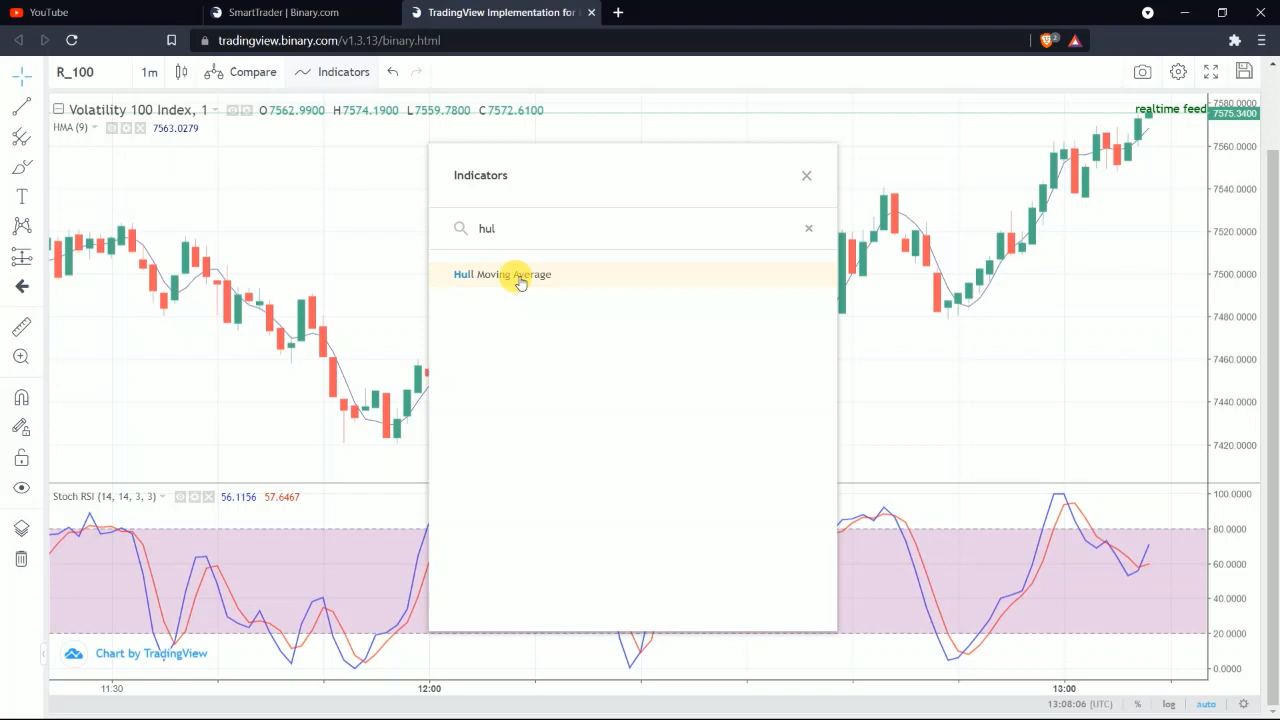 YouTube
SmartTrader | Binary.com
TradingView Implementation for
tradingview.binary.com/v1.3.13/binary.html
2
R_100
1m
Compare
Indicators
Volatility 100 Index, 1
O7562.9900 H7574.1900 L7559.7800 C7572.6100
HMA (9)
7563.0279
realtime feed
7580.0000
7575.3400
7560.0000
7540.0000
7520.0000
7500.0000
7480.0000
7460.0000
7440.0000
7420.0000
Indicators
hul
Hull Moving Average
Stoch RSI (14, 14, 3, 3)
56.1156 57.6467
100.0000
80.0000
60.0000
40.0000
20.0000
0.0000
Chart by TradingView
11:30
12:00
13:00
13:08:06 (UTC)
%
log
auto